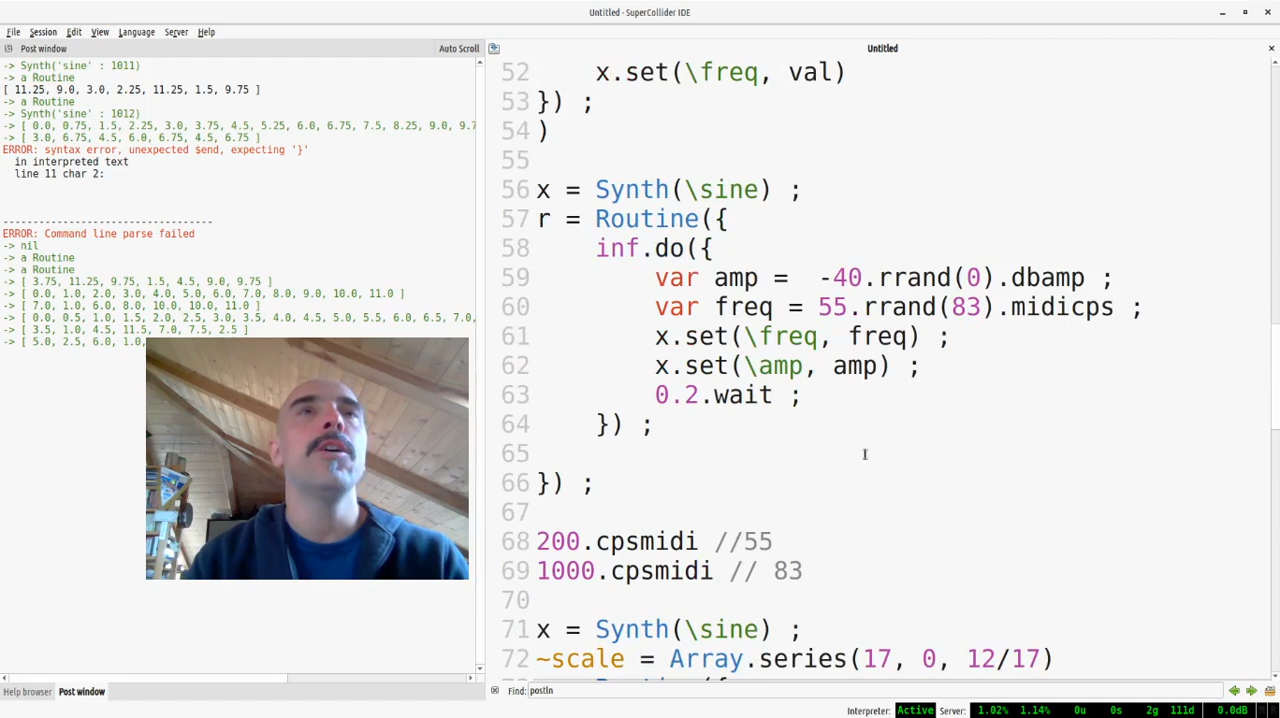 Untitled - SuperCollider IDE
File Session Edit View Language Server Help
Post window
Auto Scroll
Untitled
-> Synth('sine' : 1011)
-> a Routine
[ 11.25, 9.0, 3.0, 2.25, 11.25, 1.5, 9.75 ]
-> a Routine
-> Synth('sine' : 1012)
-> [ 0.0, 0.75, 1.5, 2.25, 3.0, 3.75, 4.5, 5.25, 6.0, 6.75, 7.5, 8.25, 9.0, 9.7
-> [ 3.0, 6.75, 4.5, 6.0, 6.75, 4.5, 6.75 ]
ERROR: syntax error, unexpected $end, expecting '}'
in interpreted text
line 11 char 2:
-----------------------------------
ERROR: Command line parse failed
-> nil
-> a Routine
-> a Routine
-> [ 3.75, 11.25, 9.75, 1.5, 4.5, 9.0, 9.75 ]
-> [ 0.0, 1.0, 2.0, 3.0, 4.0, 5.0, 6.0, 7.0, 8.0, 9.0, 10.0, 11.0 ]
-> [ 7.0, 1.0, 6.0, 8.0, 10.0, 10.0, 11.0 ]
-> [ 0.0, 0.5, 1.0, 1.5, 2.0, 2.5, 3.0, 3.5, 4.0, 4.5, 5.0, 5.5, 6.0, 6.5, 7.0,
-> [ 3.5, 1.0, 4.5, 11.5, 7.0, 7.5, 2.5 ]
-> [ 5.0, 2.5, 6.0, 1.0,
52 x.set(\freq, val)
53 }) ;
54 )
55
56 x = Synth(\sine) ;
57 r = Routine({
58 inf.do({
59 var amp = -40.rrand(0).dbamp ;
60 var freq = 55.rrand(83).midicps ;
61 x.set(\freq, freq) ;
62 x.set(\amp, amp) ;
63 0.2.wait ;
64 }) ;
65
66 }) ;
67
68 200.cpsmidi //55
69 1000.cpsmidi // 83
70
71 x = Synth(\sine) ;
72 ~scale = Array.series(17, 0, 12/17)
Help browser Post window
Find: postln
Interpreter: Active Server: 1.02% 1.14% 0u 0s 2g 111d 0.0dB